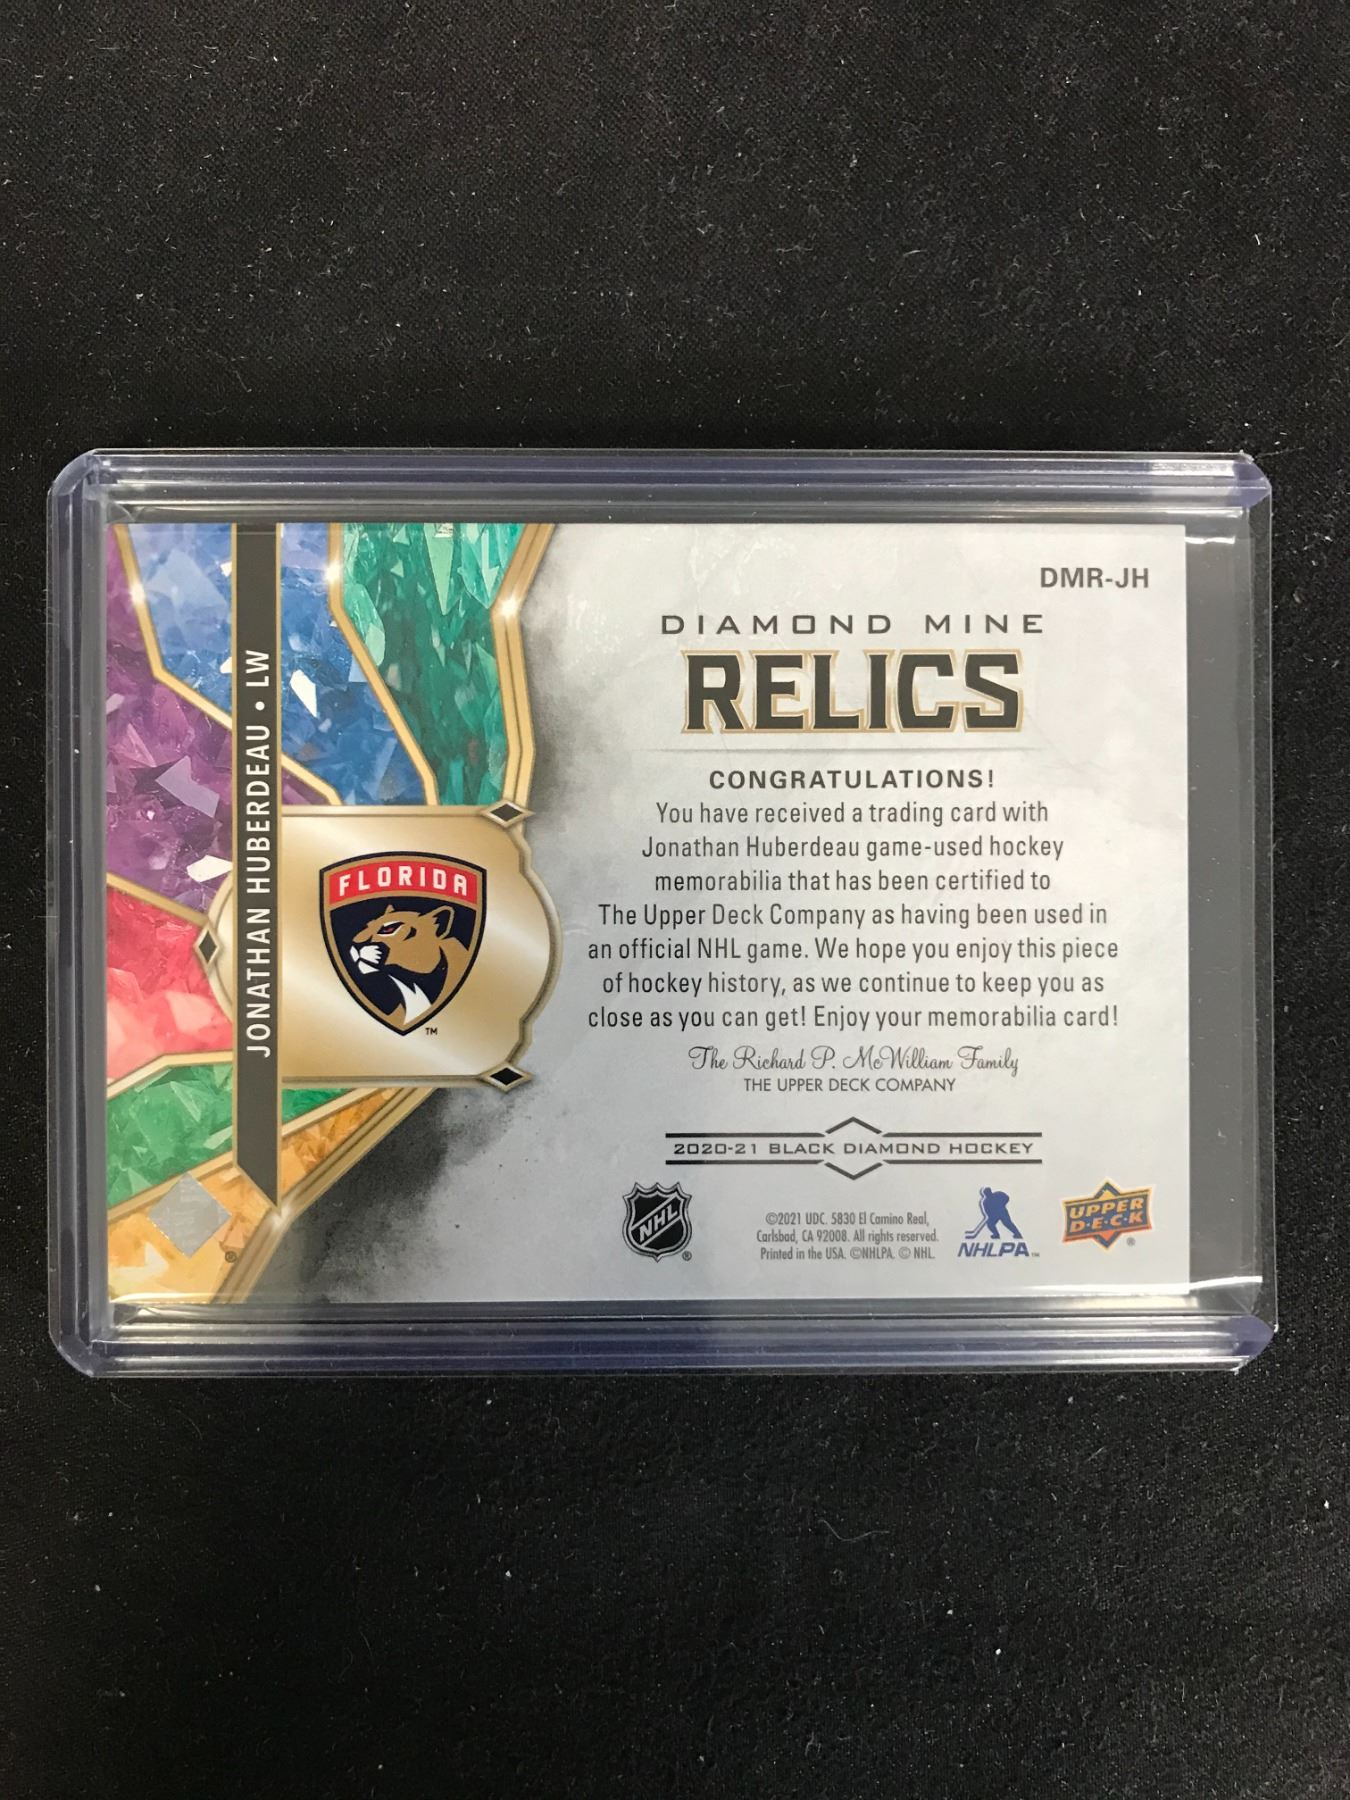 DMR-JH
DIAMOND MINE
RELICS
CONGRATULATIONS!
You have received a trading card with
Jonathan Huberdeau game-used hockey
memorabilia that has been certified to
The Upper Deck Company as having been used in
an official NHL game. We hope you enjoy this piece
of hockey history, as we continue to keep you as
close as you can get! Enjoy your memorabilia card!
The Richard P. McWilliam Family
THE UPPER DECK COMPANY
2020-21 BLACK DIAMOND HOCKEY
JONATHAN HUBERDEAU • LW
FLORIDA
TM
®
NHL
®
©2021 UDC. 5830 El Camino Real,
Carlsbad, CA 92008. All rights reserved.
Printed in the USA. ©NHLPA. © NHL.
NHLPA™
UPPER
D·E·C·K
®